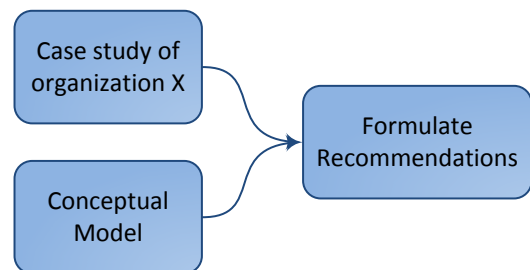 Case study of
organization X
Formulate
Recommendations
Conceptual
Model